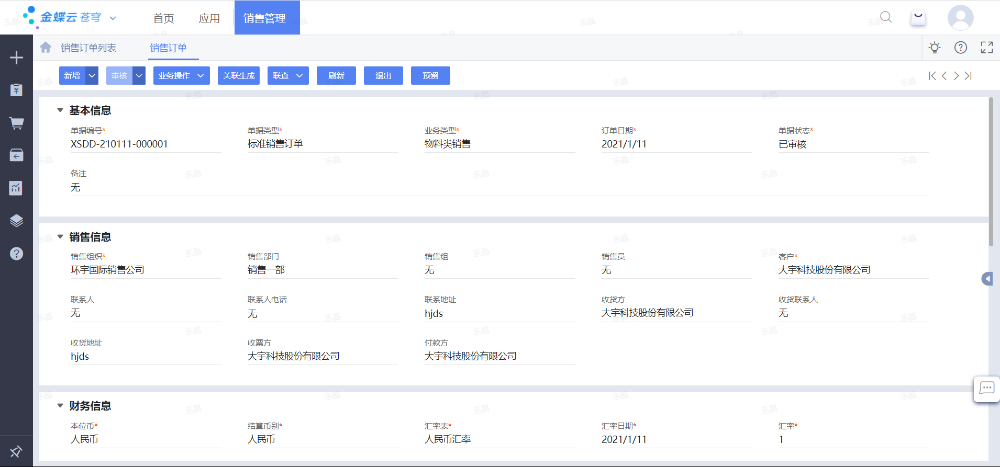 金蝶云 苍穹 首页 应用 销售管理
销售订单列表 销售订单
新增 审核 业务操作 关联生成 联查 刷新 退出 预留
基本信息
单据编号* 单据类型* 业务类型* 订单日期* 单据状态*
XSDD-210111-000001 标准销售订单 物料类销售 2021/1/11 已审核
备注
无
销售信息
销售组织* 销售部门 销售组 销售员 客户*
环宇国际销售公司 销售一部 无 无 大宇科技股份有限公司
联系人 联系人电话 联系地址 收货方 收货联系人
无 无 hjds 大宇科技股份有限公司 无
收货地址 收票方 付款方
hjds 大宇科技股份有限公司 大宇科技股份有限公司
财务信息
本位币* 结算币别* 汇率表* 汇率日期* 汇率*
人民币 人民币 人民币汇率 2021/1/11 1
乐晶